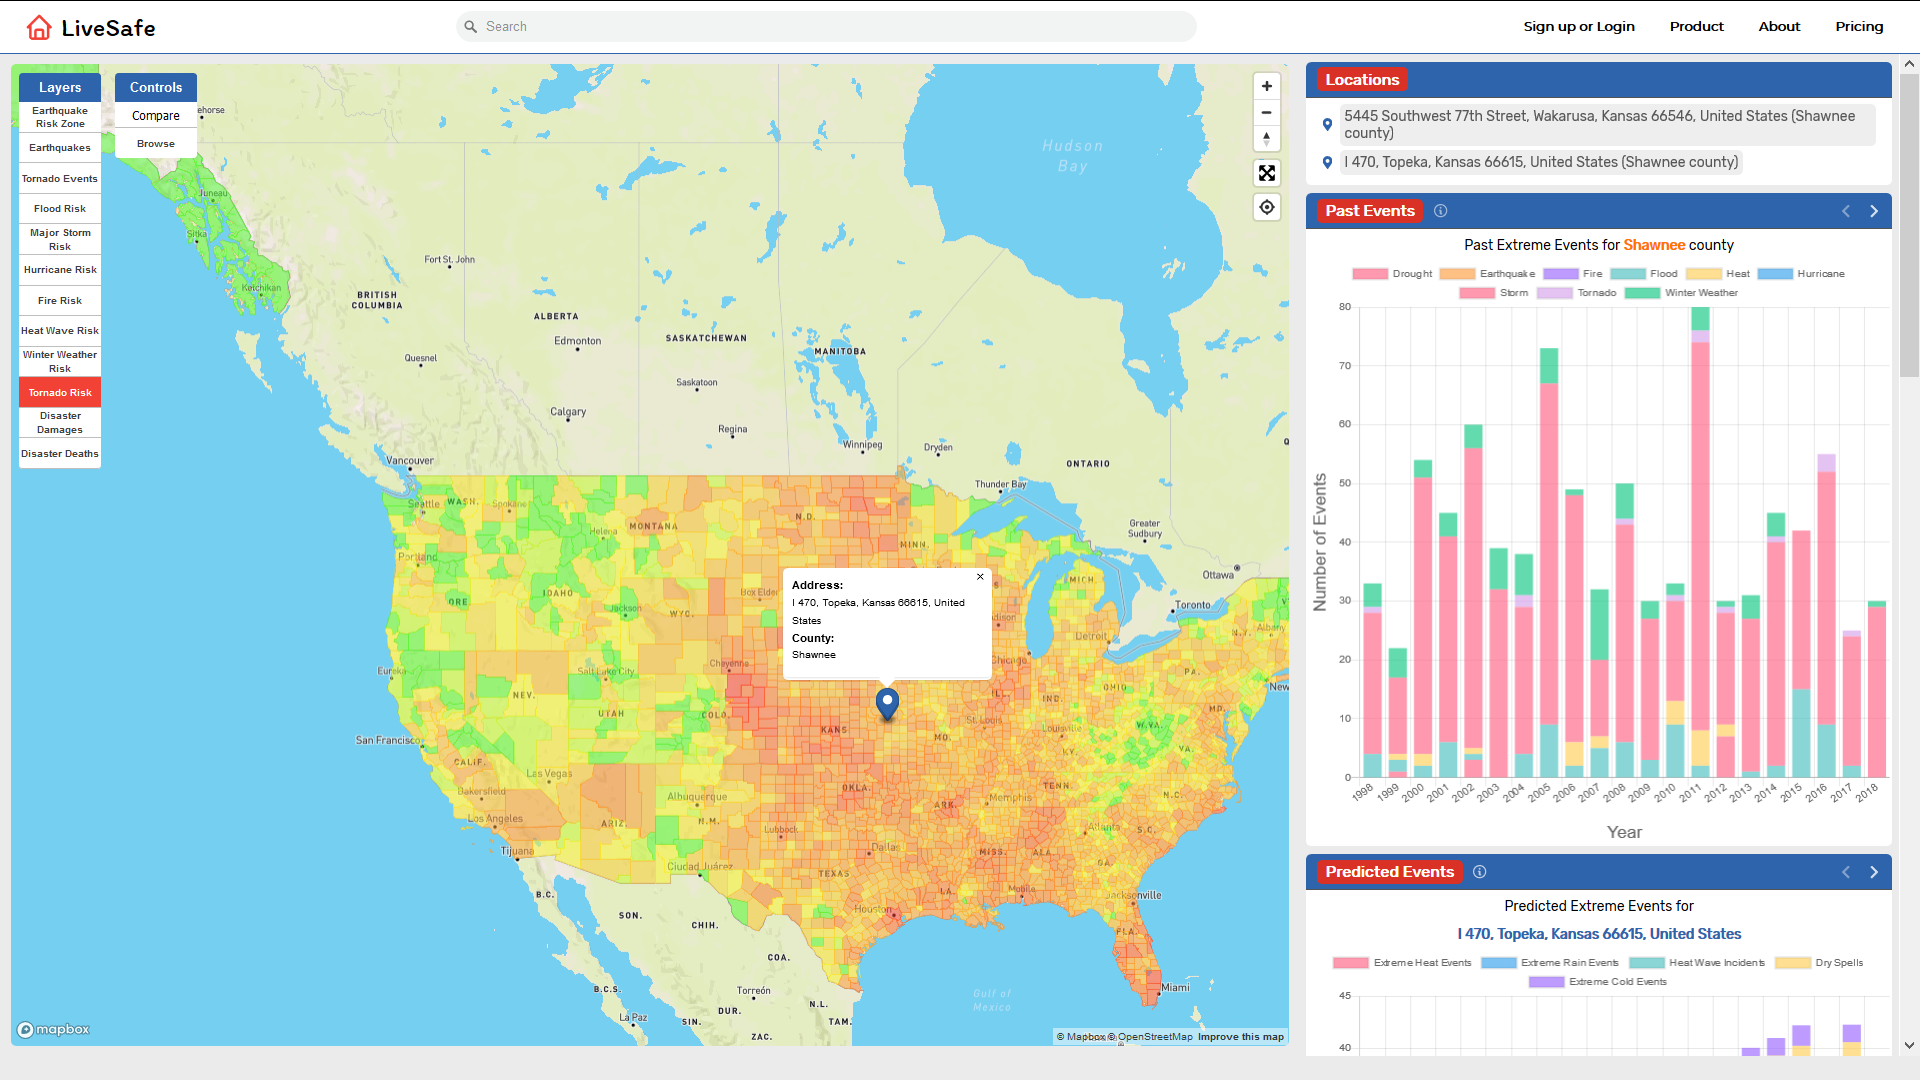 LiveSafe
Search
Sign up or Login
Product
About
Pricing
Layers
Earthquake
Risk Zone
Earthquakes
Tornado Events
Flood Risk
Major Storm
Risk
Hurricane Risk
Fire Risk
Heat Wave Risk
Winter Weather
Risk
Tornado Risk
Disaster
Damages
Disaster Deaths
Controls
Compare
Browse
ehorse
Juneau
Sitka
Ketchikan
Fort St. John
BRITISH
COLUMBIA
ALBERTA
Edmonton
SASKATCHEWAN
MANITOBA
Quesnel
Saskatoon
Calgary
Regina
Winnipeg
Dryden
Hudson
Bay
ONTARIO
Vancouver
Thunder Bay
Greater
Sudbury
Ottawa
Toronto
Seattle
WASH.
Spokane
Helena
MONTANA
N.D.
MINN.
Portland
ORE
IDAHO
Jackson
WYO.
Box Elder
MICH.
Detroit
N.Y.
Albany
Eureka
Salt Lake City
Cheyenne
Chicago
NEV.
UTAH
COLO.
KANS
MO.
ILL.
IND.
OHIO
PA.
New
MD.
St. Louis
Louisville
KY.
W.VA.
VA.
San Francisco
CALIF.
Las Vegas
Bakersfield
Los Angeles
Albuquerque
ARIZ.
N.M.
OKLA.
ARK.
Memphis
TENN.
N.C.
Lubbock
Dallas
MISS.
ALA.
Atlanta
S.C.
GA.
Tijuana
Ciudad Juárez
TEXAS
LA.
Mobile
Jacksonville
Houston
FLA.
Miami
B.C.
SON.
CHIH.
COA.
B.C.S.
Torreón
DUR.
N.L.
La Paz
SIN.
ZAC.
TAM.
Gulf of
Mexico
Address:
I 470, Topeka, Kansas 66615, United
States
County:
Shawnee
mapbox
© Mapbox © OpenStreetMap Improve this map
Locations
5445 Southwest 77th Street, Wakarusa, Kansas 66546, United States (Shawnee
county)
I 470, Topeka, Kansas 66615, United States (Shawnee county)
Past Events
Past Extreme Events for Shawnee county
Drought Earthquake Fire Flood Heat Hurricane
Storm Tornado Winter Weather
80
70
60
50
40
30
20
10
0
Number of Events
1998 1999 2000 2001 2002 2003 2004 2005 2006 2007 2008 2009 2010 2011 2012 2013 2014 2015 2016 2017 2018
Year
Predicted Events
Predicted Extreme Events for
I 470, Topeka, Kansas 66615, United States
Extreme Heat Events Extreme Rain Events Heat Wave Incidents Dry Spells
Extreme Cold Events
45
40